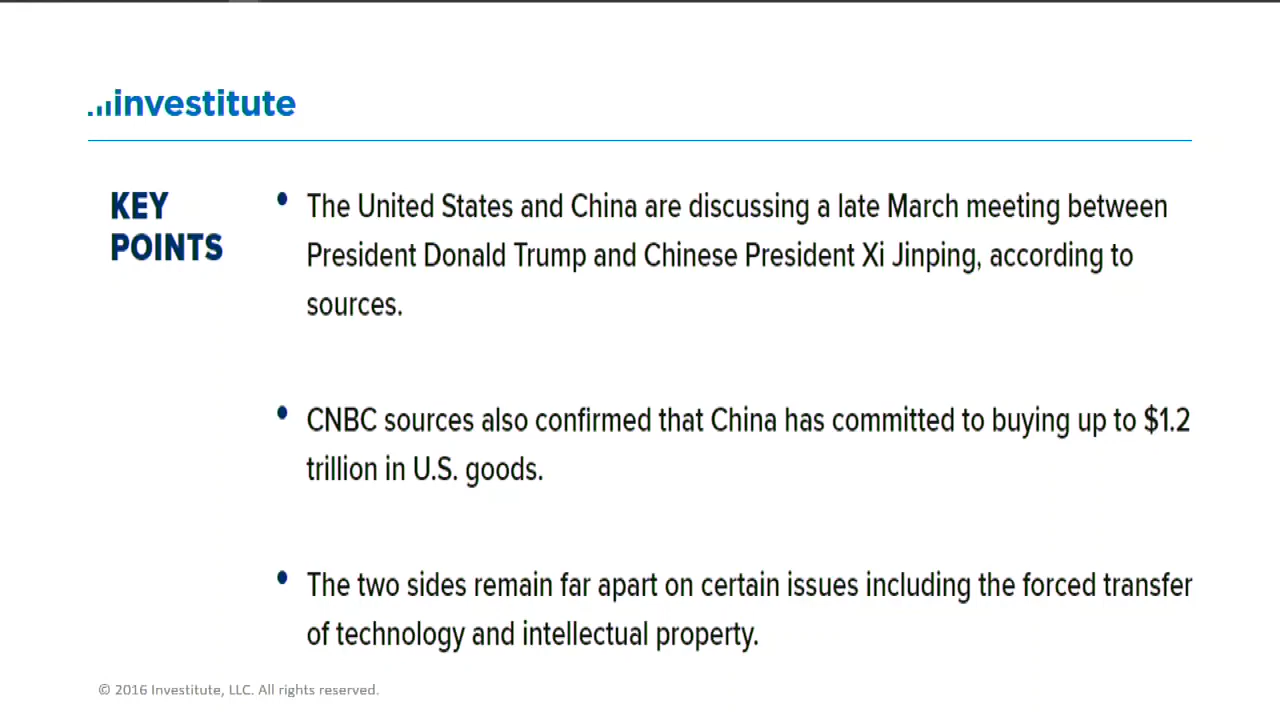 investitute
KEY
POINTS
• The United States and China are discussing a late March meeting between
President Donald Trump and Chinese President Xi Jinping, according to
sources.
• CNBC sources also confirmed that China has committed to buying up to $1.2
trillion in U.S. goods.
• The two sides remain far apart on certain issues including the forced transfer
of technology and intellectual property.
© 2016 Investitute, LLC. All rights reserved.